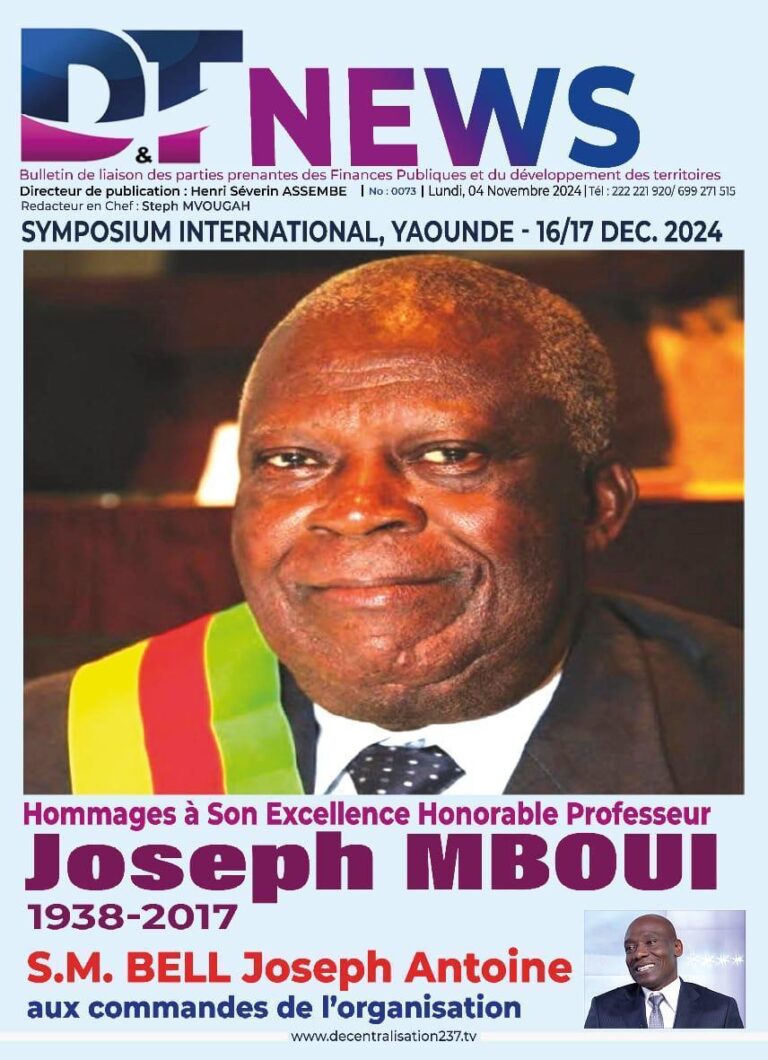 D&T NEWS
Bulletin de liaison des parties prenantes des Finances Publiques et du développement des territoires
Directeur de publication : Henri Séverin ASSEMBE | No : 0073 | Lundi, 04 Novembre 2024 | Tél : 222 221 920/ 699 271 515
Redacteur en Chef : Steph MVOUGAH
SYMPOSIUM INTERNATIONAL, YAOUNDE - 16/17 DEC. 2024
Hommages à Son Excellence Honorable Professeur
Joseph MBOUI
1938-2017
S.M. BELL Joseph Antoine
aux commandes de l'organisation
www.decentralisation237.tv